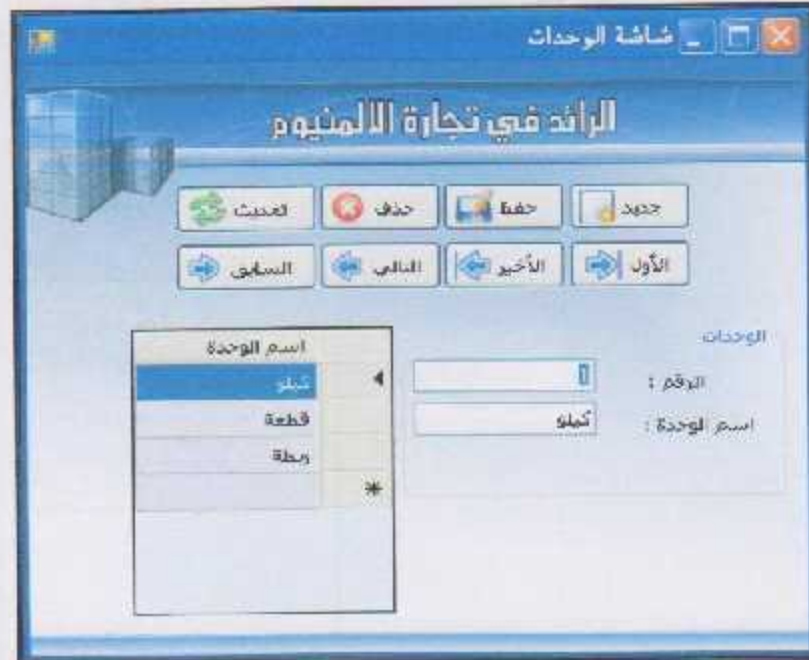 شاشة الوحدات
الرائد في تجارة الالمنيوم
جديد حفظ حذف تحديث
الأول الأخير التالي السابق
الوحدات
الرقم : 1
اسم الوحدة : كيلو
اسم الوحدة
كيلو
قطعة
ربطة
*